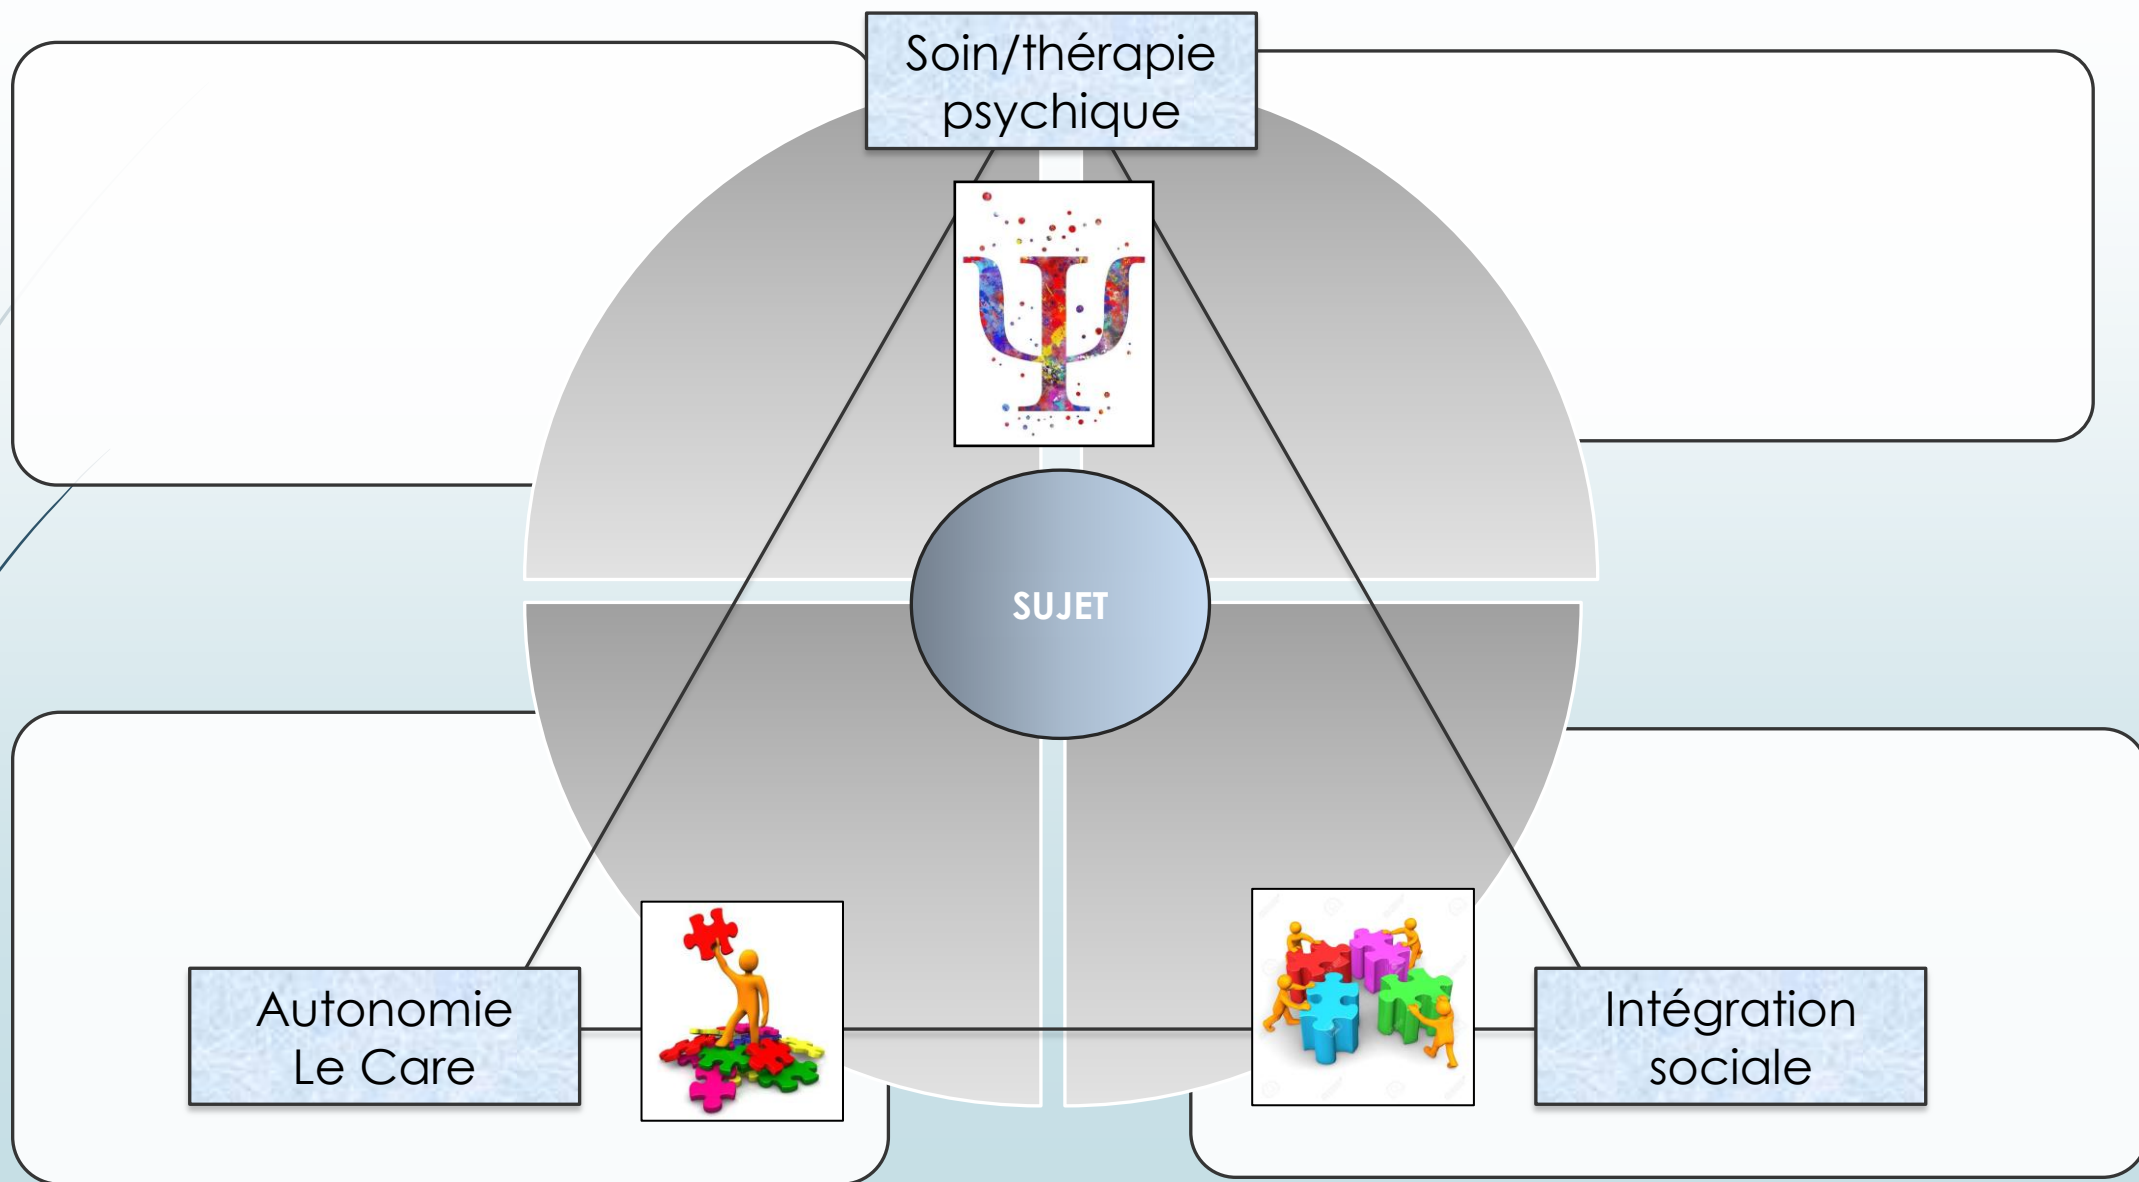 Soin/thérapie
psychique
SUJET
Autonomie
Le Care
Intégration
sociale